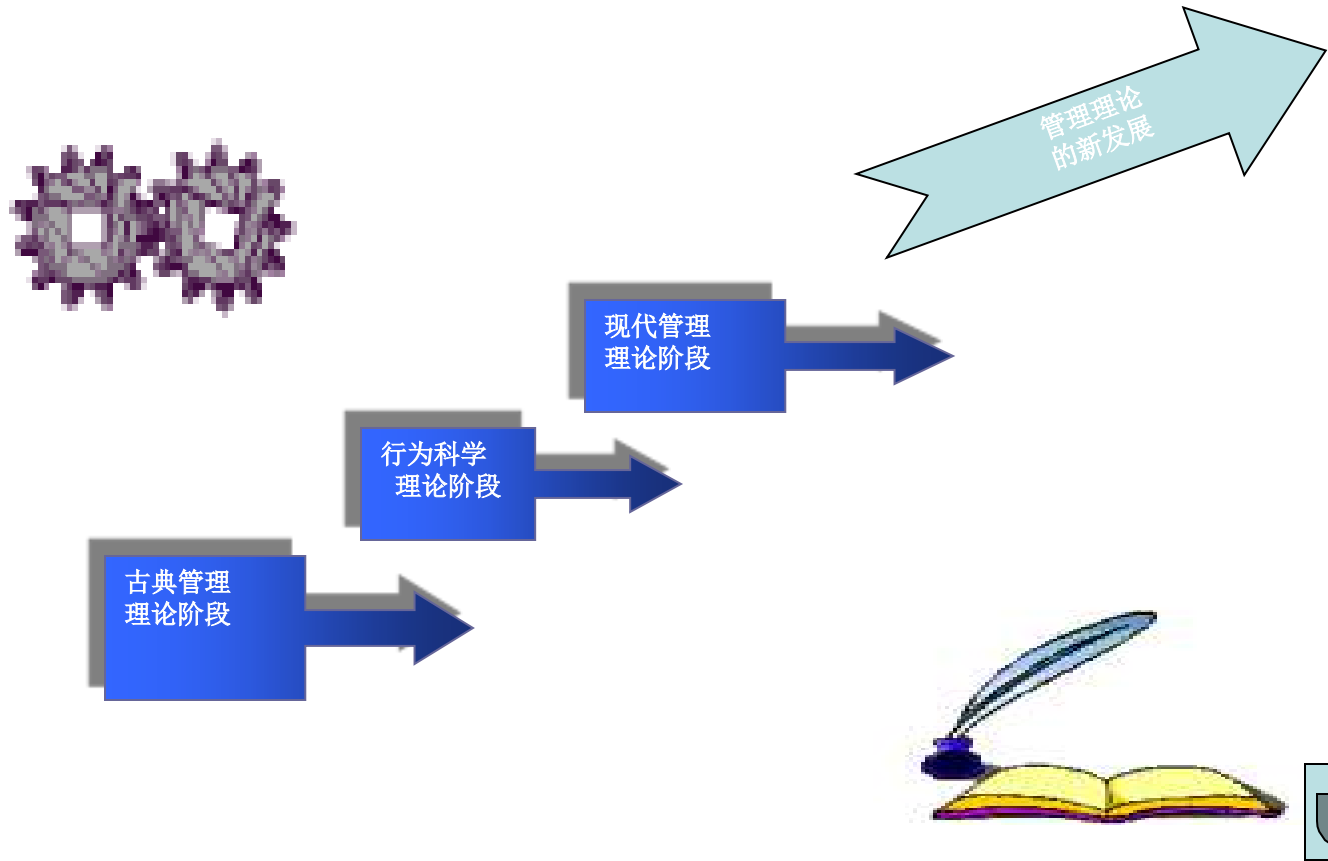 管理理论
的新发展
现代管理
理论阶段
行为科学
理论阶段
古典管理
理论阶段